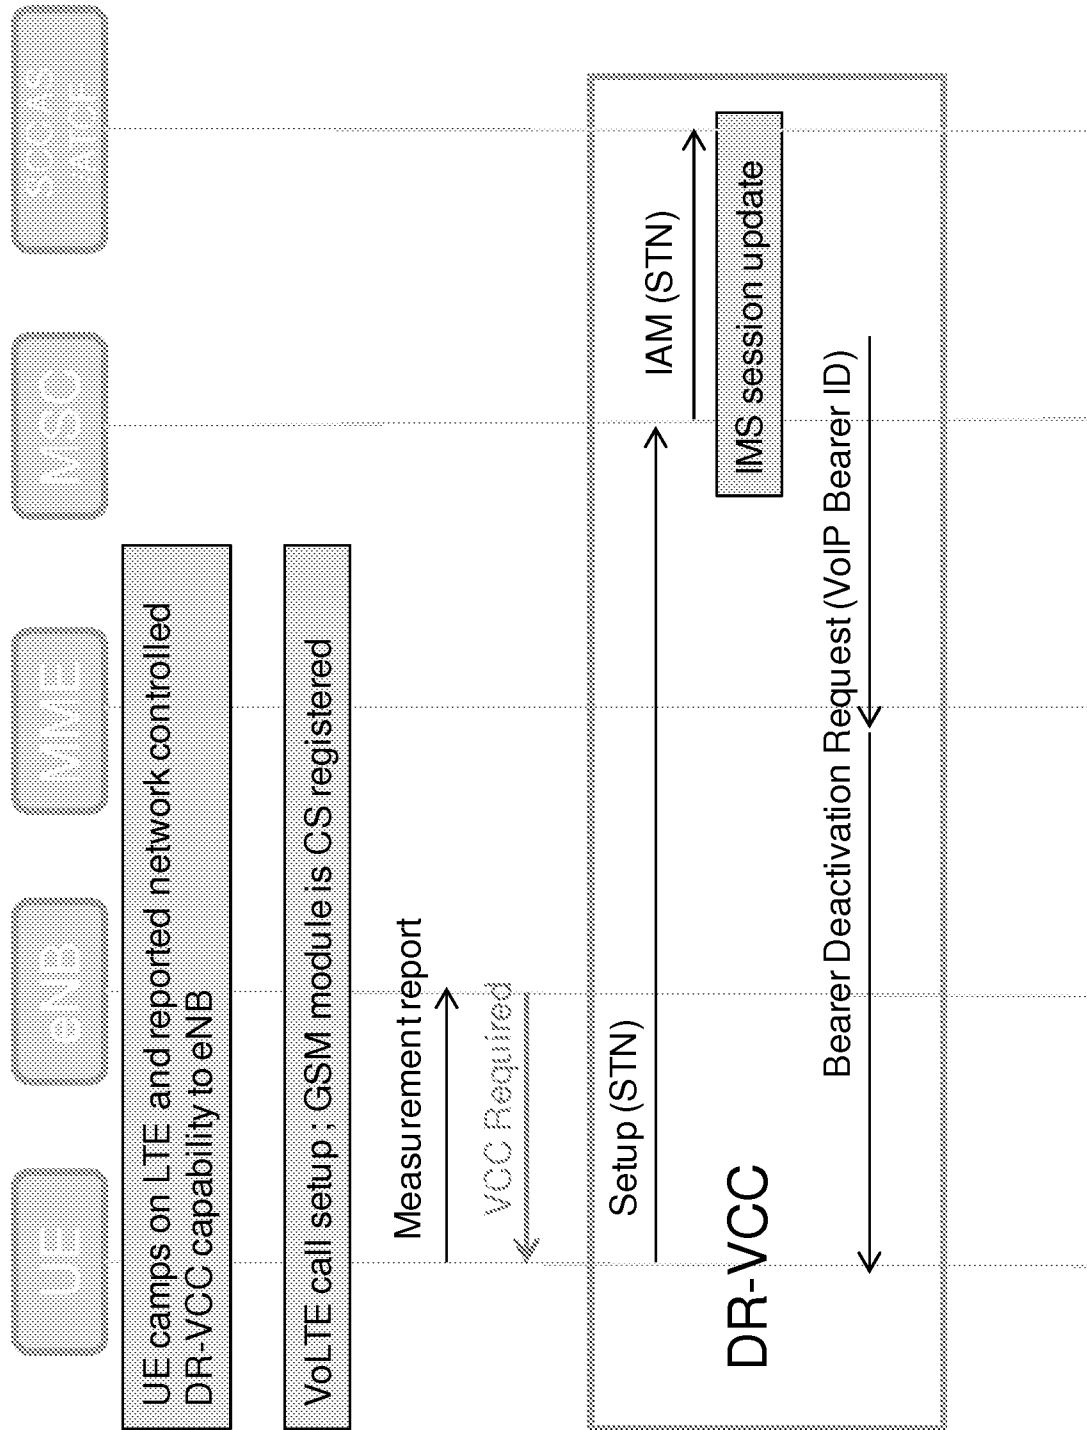 UE
eNB
MME
MSC
UE camps on LTE and reported network controlled
DR-VCC capability to eNB
VoLTE call setup ; GSM module is CS registered
Measurement report
VCC Required
Setup (STN)
IAM (STN)
DR-VCC
IMS session update
Bearer Deactivation Request (VoIP Bearer ID)